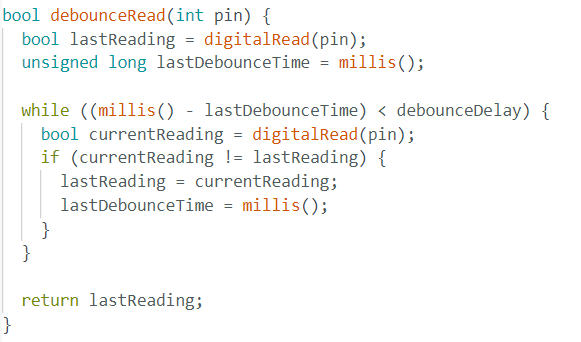 bool debounceRead(int pin) {
  bool lastReading = digitalRead(pin);
  unsigned long lastDebounceTime = millis();

  while ((millis() - lastDebounceTime) < debounceDelay) {
    bool currentReading = digitalRead(pin);
    if (currentReading != lastReading) {
      lastReading = currentReading;
      lastDebounceTime = millis();
    }
  }

  return lastReading;
}